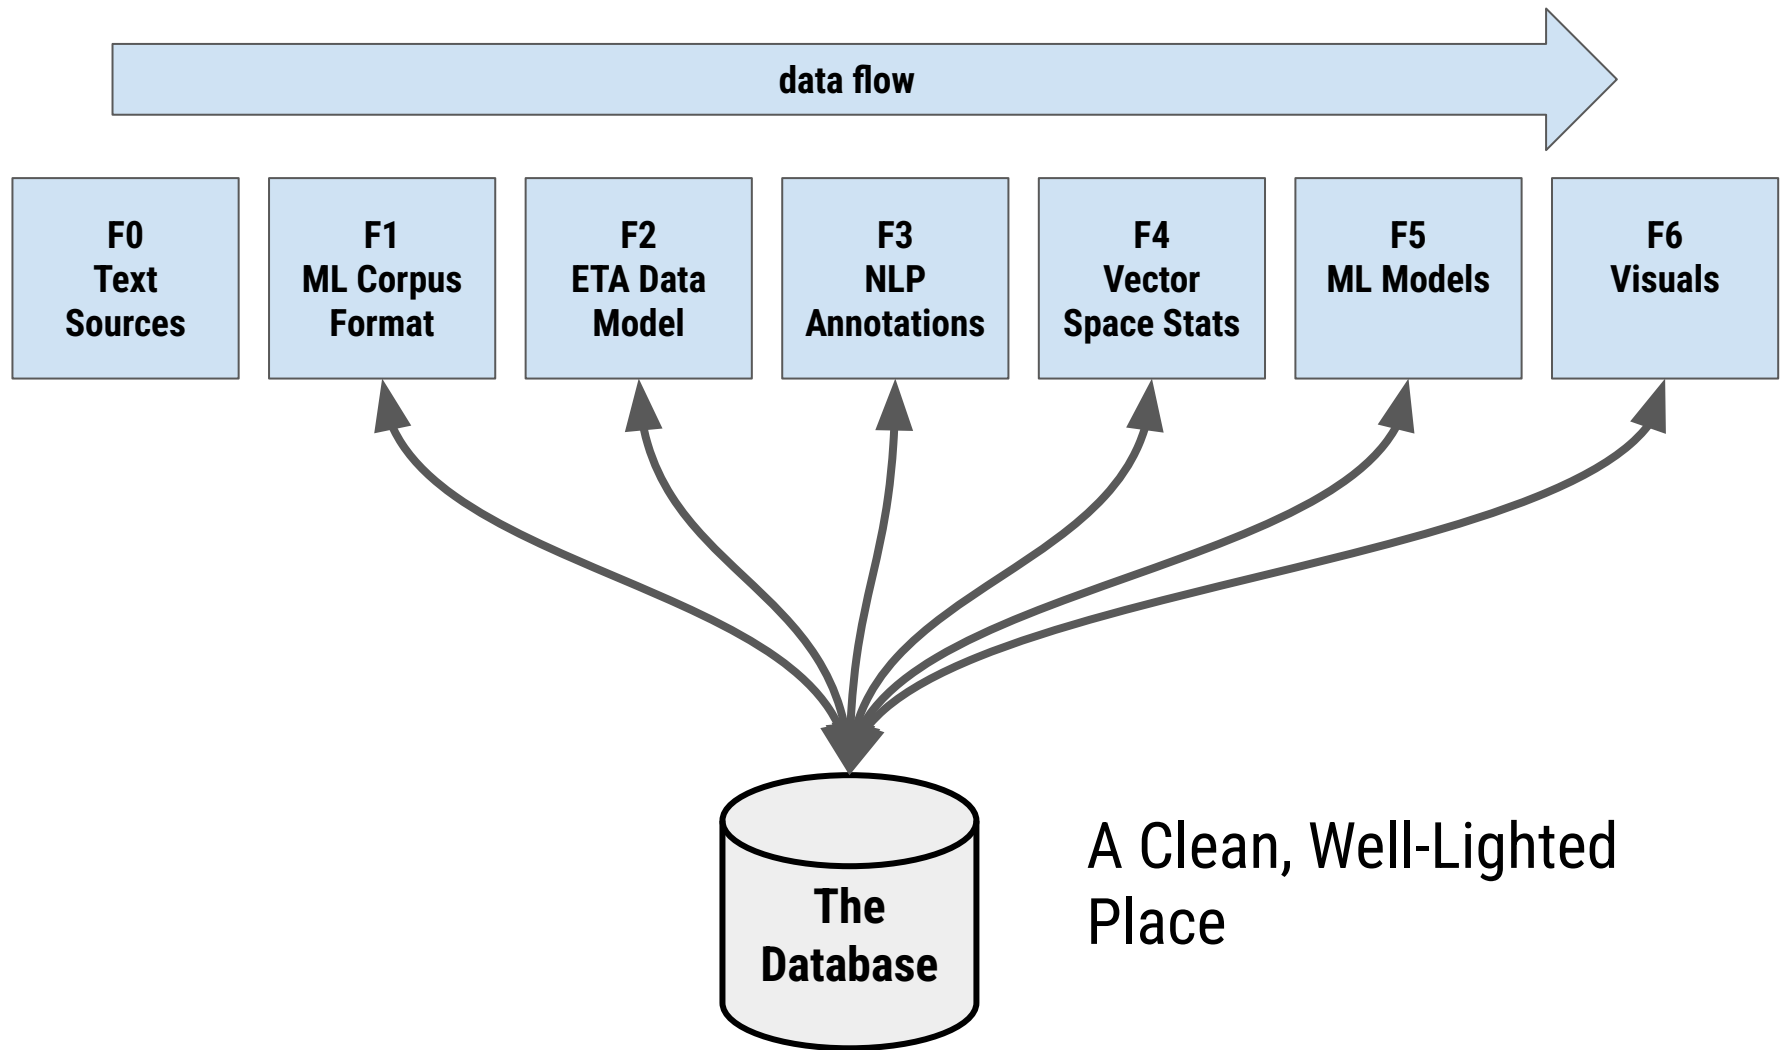 data flow
F0
Text
Sources
F1
ML Corpus
Format
F2
ETA Data
Model
F3
NLP
Annotations
F4
Vector
Space Stats
F5
ML Models
F6
Visuals
The
Database
A Clean, Well-Lighted
Place